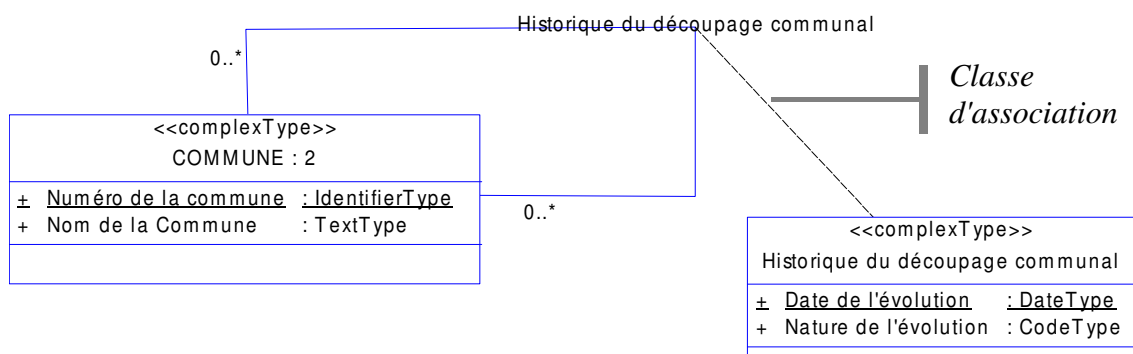 Historique du découpage communal
0..*
Classe
d'association
<<complexType>>
COMMUNE : 2
+ Numéro de la commune : IdentifierType
+ Nom de la Commune : TextType
0..*
<<complexType>>
Historique du découpage communal
+ Date de l'évolution : DateType
+ Nature de l'évolution : CodeType